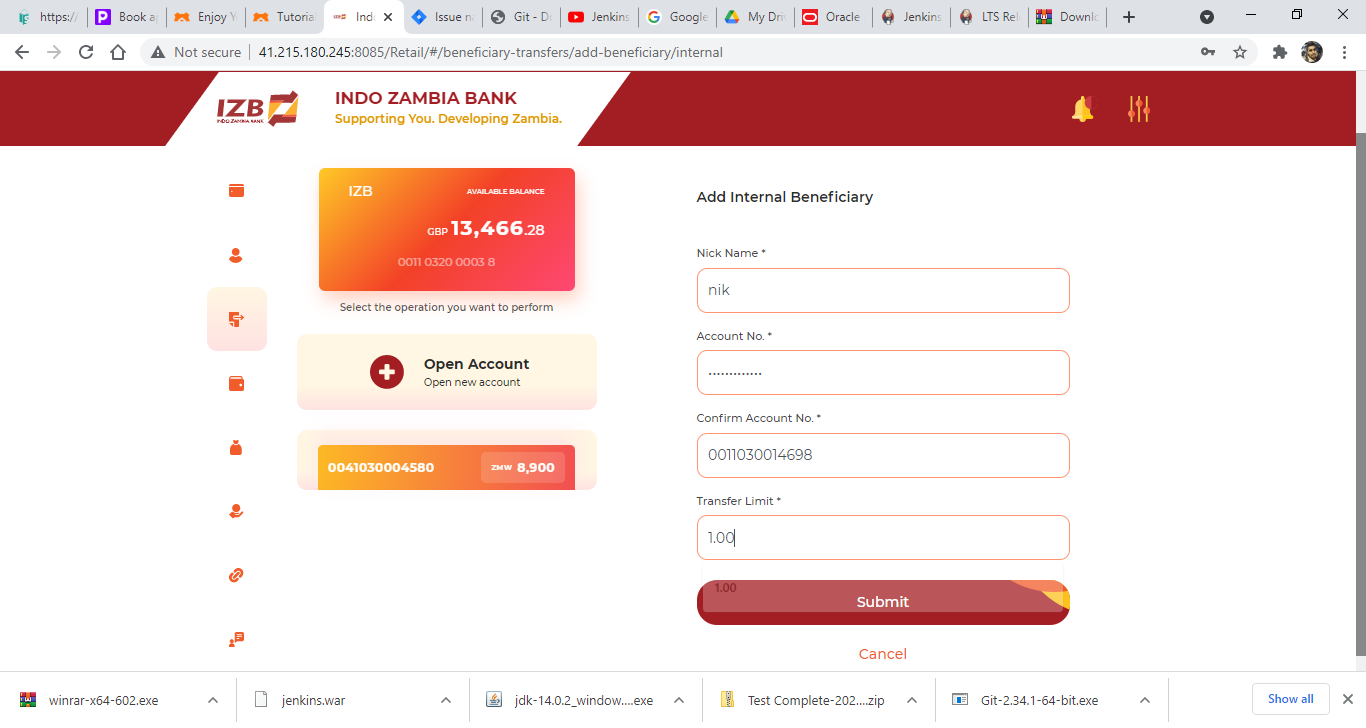 https:/
Book a
Enjoy Y
Tutoria
Ind
Issue n
Git - D
Jenkins
Google
My Dri
Oracle
Jenkins
LTS Rel
Downl
Not secure
41.215.180.245:8085/Retail/#/beneficiary-transfers/add-beneficiary/internal
IZB
INDO ZAMBIA BANK
INDO ZAMBIA BANK
Supporting You. Developing Zambia.
IZB
AVAILABLE BALANCE
GBP 13,466.28
0011 0320 0003 8
Select the operation you want to perform
Open Account
Open new account
0041030004580
ZMW 8,900
Add Internal Beneficiary
Nick Name *
nik
Account No. *
•••••••••••••
Confirm Account No. *
0011030014698
Transfer Limit *
1.00
1.00
Submit
Cancel
winrar-x64-602.exe
jenkins.war
jdk-14.0.2_window....exe
Test Complete-202....zip
Git-2.34.1-64-bit.exe
Show all